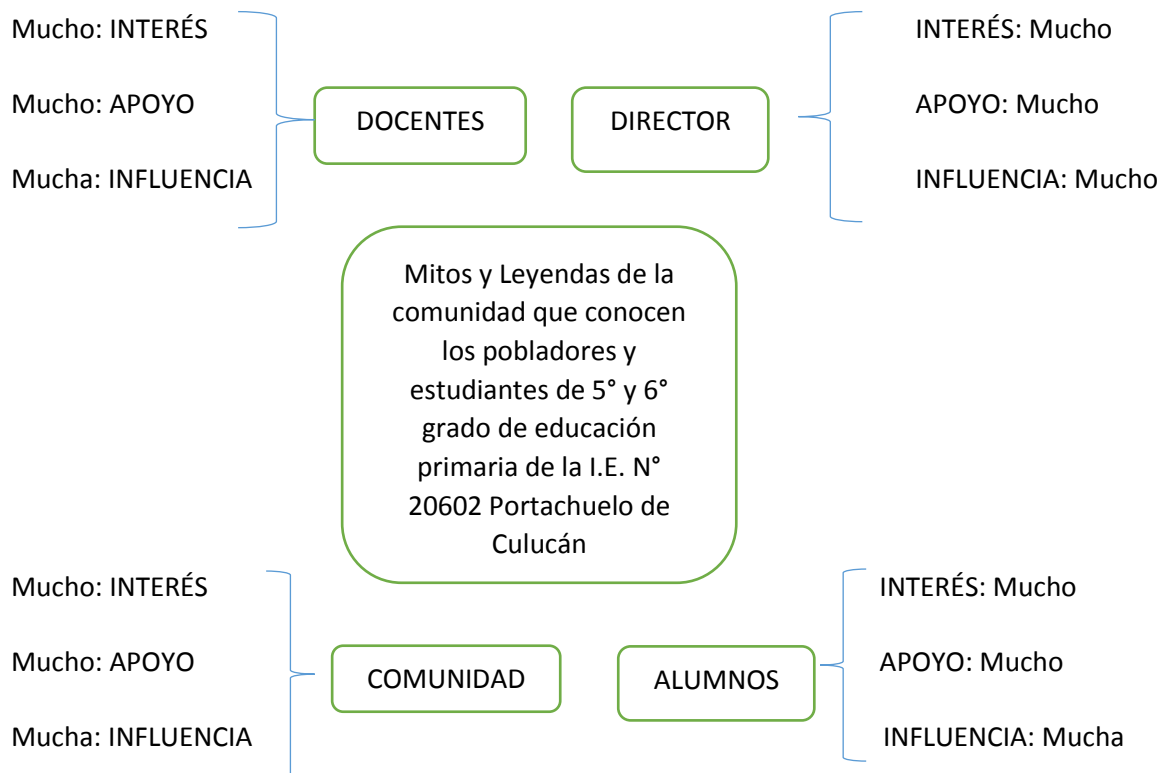 Mucho: INTERÉS
Mucho: APOYO
Mucha: INFLUENCIA
DOCENTES
DIRECTOR
INTERÉS: Mucho
APOYO: Mucho
INFLUENCIA: Mucho
Mitos y Leyendas de la
comunidad que conocen
los pobladores y
estudiantes de 5° y 6°
grado de educación
primaria de la I.E. N°
20602 Portachuelo de
Culucán
Mucho: INTERÉS
Mucho: APOYO
Mucha: INFLUENCIA
COMUNIDAD
ALUMNOS
INTERÉS: Mucho
APOYO: Mucho
INFLUENCIA: Mucha